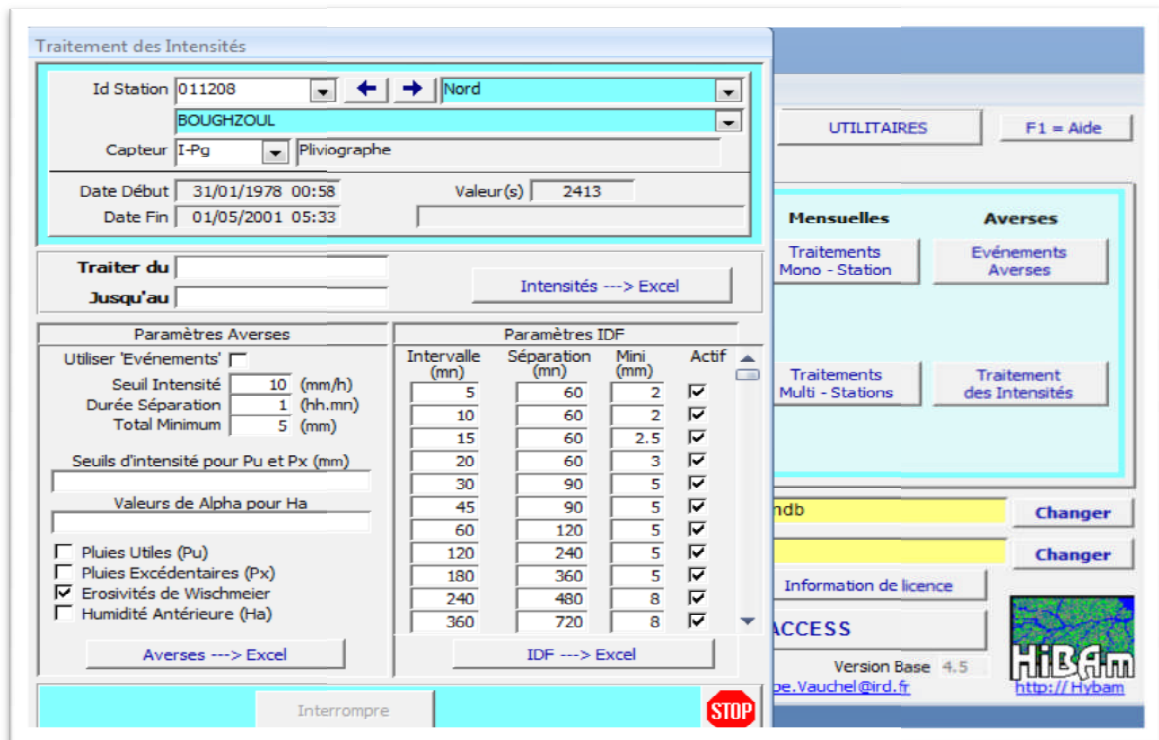 Traitement des Intensités
Id Station 011208 Nord
BOUGHZOUL
Capteur I-Pg Pliviographe
Date Début 31/01/1978 00:58 Valeur(s) 2413
Date Fin 01/05/2001 05:33
Traiter du
Jusqu'au
Intensités ---> Excel
Paramètres Averses
Utiliser 'Evénements'
Seuil Intensité 10 (mm/h)
Durée Séparation 1 (hh.mn)
Total Minimum 5 (mm)
Seuils d'intensité pour Pu et Px (mm)
Valeurs de Alpha pour Ha
Pluies Utiles (Pu)
Pluies Excédentaires (Px)
Erosivités de Wischmeier
Humidité Antérieure (Ha)
Averses ---> Excel
Paramètres IDF
Intervalle (mn) Séparation (mn) Mini (mm) Actif
5 60 2
10 60 2
15 60 2.5
20 60 3
30 90 5
45 90 5
60 120 5
120 240 5
180 360 5
240 480 8
360 720 8
IDF ---> Excel
Interrompre
STOP
UTILITAIRES
F1 = Aide
Mensuelles Averses
Traitements
Mono - Station
Evénements
Averses
Traitements
Multi - Stations
Traitement
des Intensités
ndb
Changer
Changer
Information de licence
ACCESS
Version Base 4.5
pe.Vauchel@ird.fr
HiBAm
http://Hybam